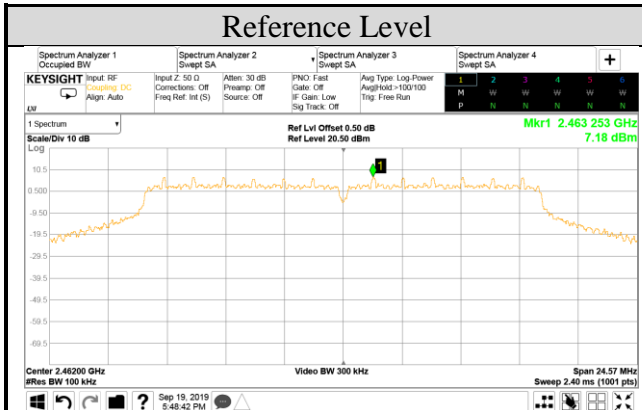 Reference Level
Spectrum Analyzer 1 Occupied BW
Spectrum Analyzer 2 Swept SA
Spectrum Analyzer 3 Swept SA
Spectrum Analyzer 4 Swept SA
+
KEYSIGHT
Input: RF
Coupling: DC
Align: Auto
Input Z: 50 Ω
Corrections: Off
Freq Ref: Int (S)
Atten: 30 dB
Preamp: Off
Source: Off
PNO: Fast
Gate: Off
IF Gain: Low
Sig Track: Off
Avg Type: Log-Power
Avg|Hold:>100/100
Trig: Free Run
1 2 3 4 5 6
M W W W W W
P N N N N N
LXI
1 Spectrum
Scale/Div 10 dB
Log
Ref Lvl Offset 0.50 dB
Ref Level 20.50 dBm
Mkr1 2.463 253 GHz
7.18 dBm
1
10.5
0.500
-9.50
-19.5
-29.5
-39.5
-49.5
-59.5
-69.5
Center 2.46200 GHz
#Res BW 100 kHz
Video BW 300 kHz
Span 24.57 MHz
Sweep 2.40 ms (1001 pts)
?
Sep 19, 2019
5:48:42 PM